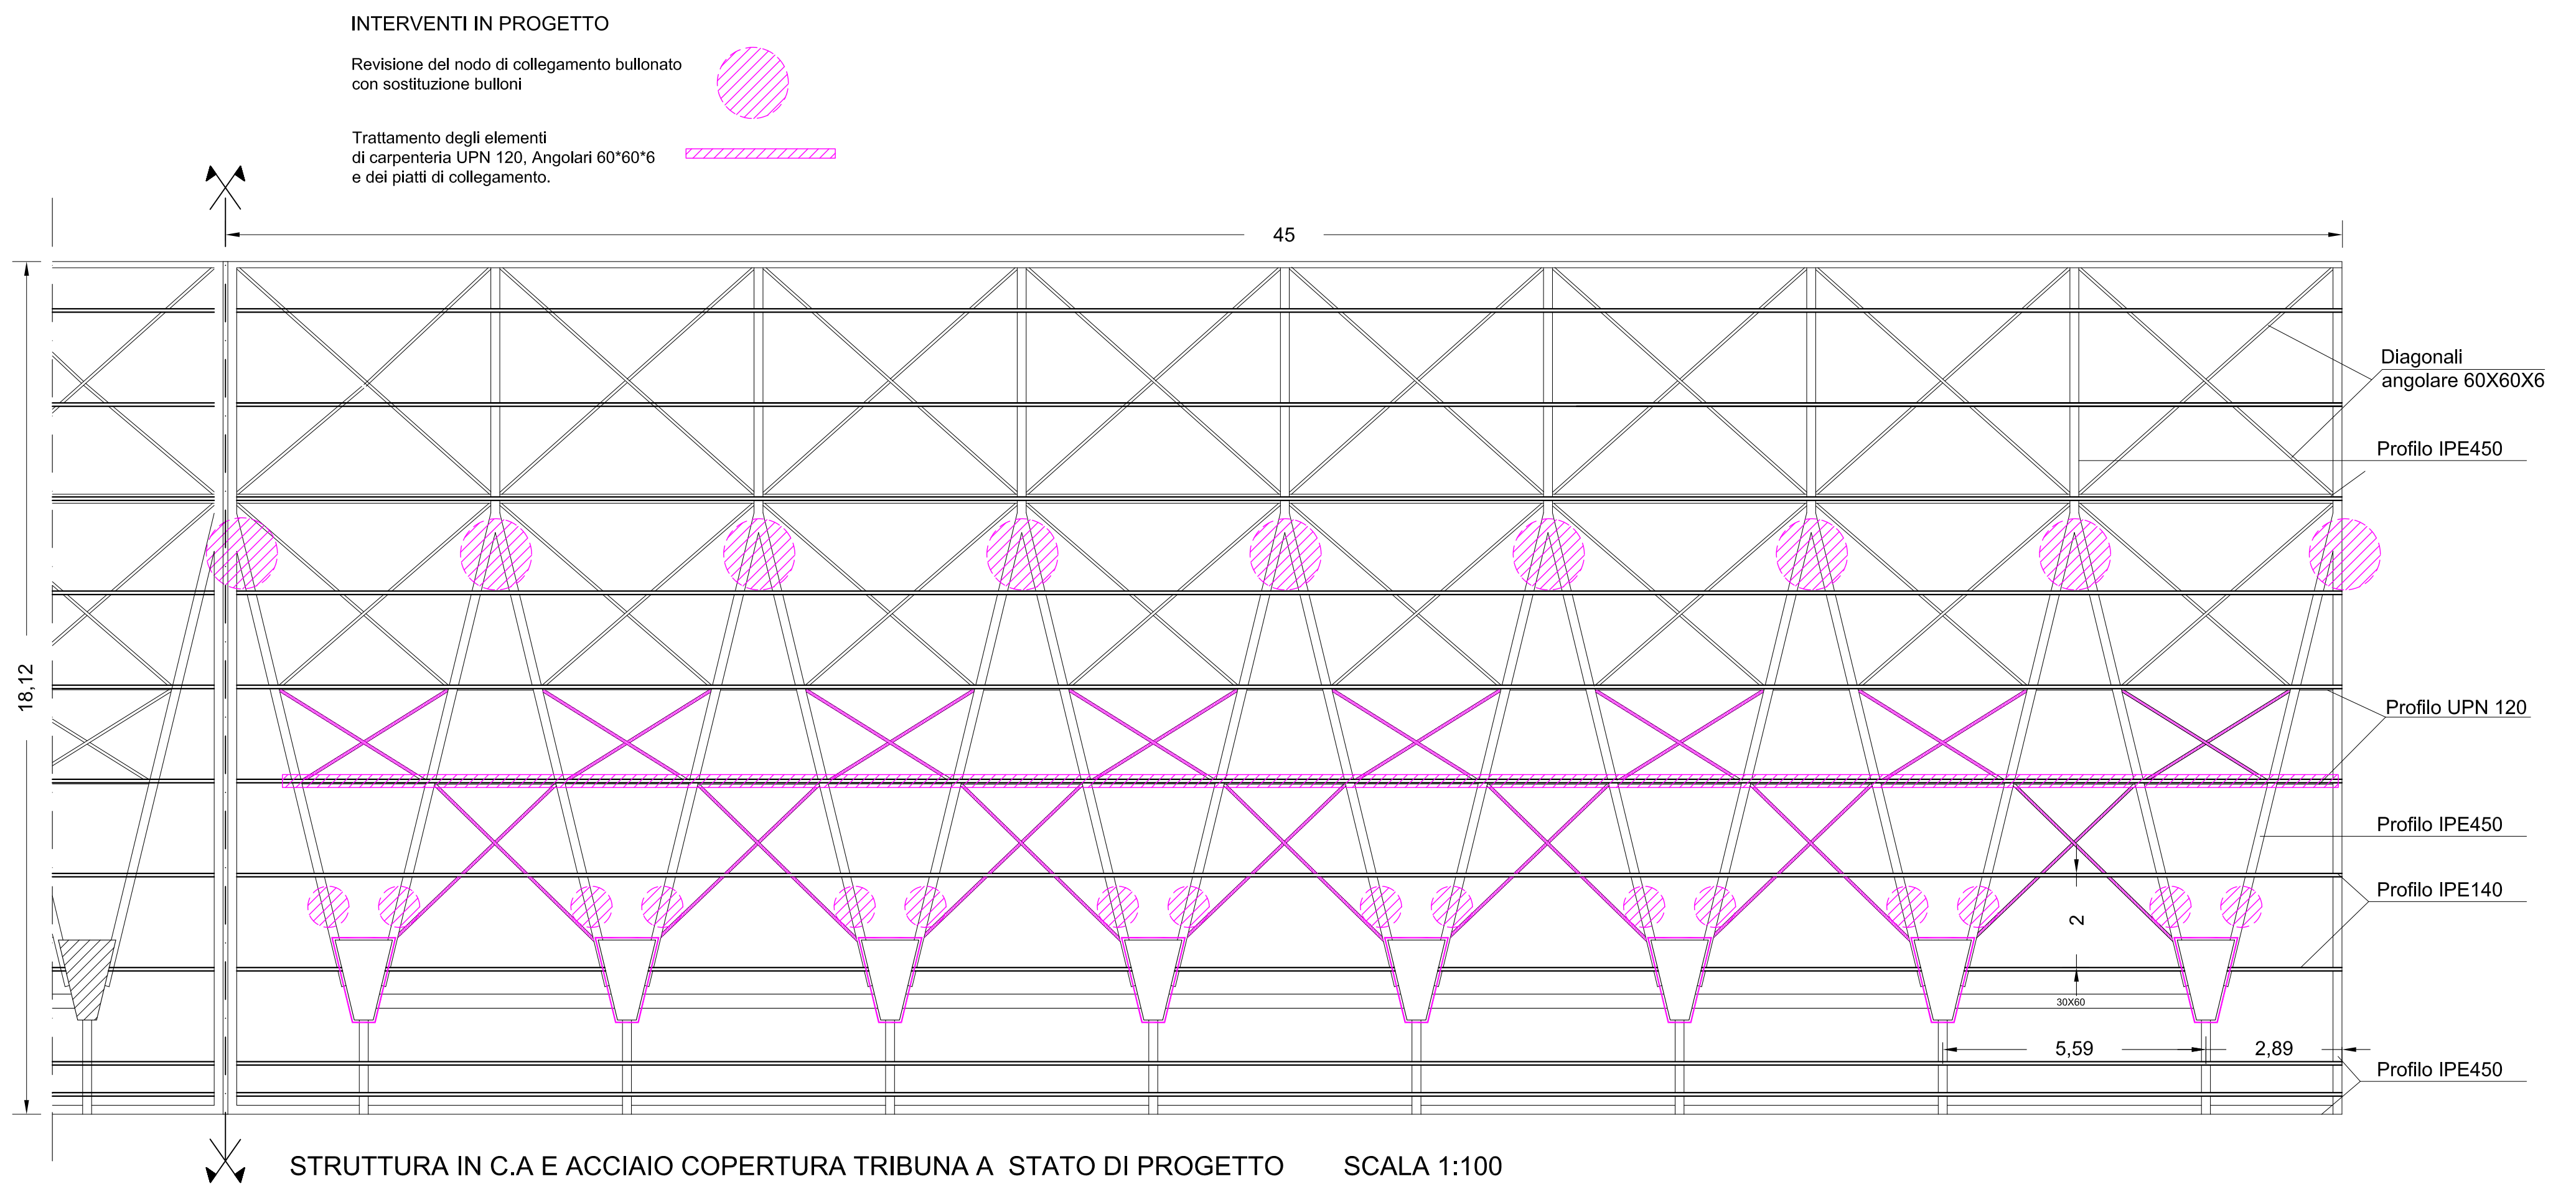 INTERVENTI IN PROGETTO
Revisione del nodo di collegamento bullonato
con sostituzione bulloni
Trattamento degli elementi
di carpenteria UPN 120, Angolari 60*60*6
e dei piatti di collegamento.
45
18,12
Diagonali
angolare 60X60X6
Profilo IPE450
Profilo UPN 120
Profilo IPE450
Profilo IPE140
2
30X60
5,59
2,89
Profilo IPE450
STRUTTURA IN C.A E ACCIAIO COPERTURA TRIBUNA A STATO DI PROGETTO SCALA 1:100